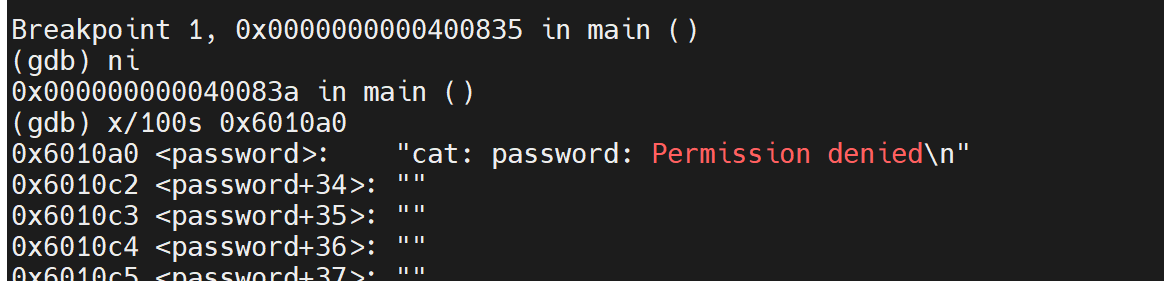 Breakpoint 1, 0x0000000000400835 in main ()
(gdb) ni
0x000000000040083a in main ()
(gdb) x/100s 0x6010a0
0x6010a0 <password>:    "cat: password: Permission denied\n"
0x6010c2 <password+34>: ""
0x6010c3 <password+35>: ""
0x6010c4 <password+36>: ""
0x6010c5 <password+37>: ""